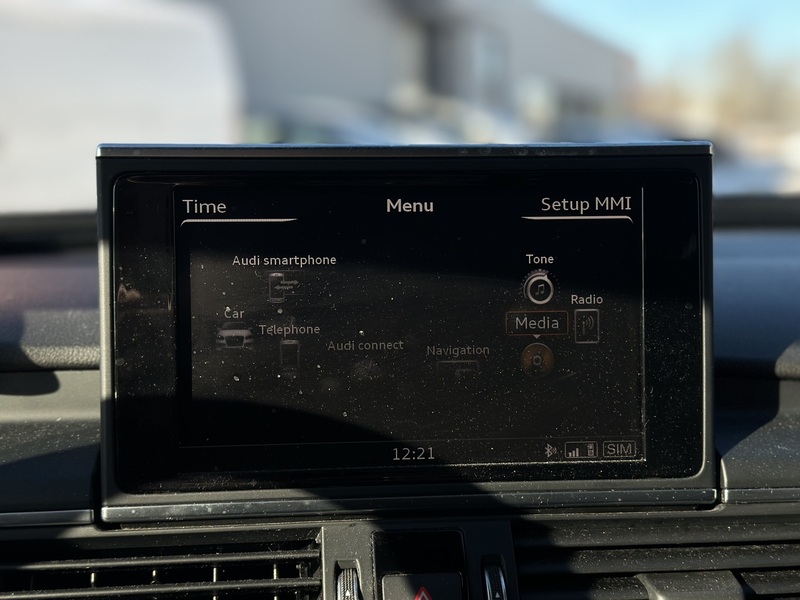 Time
Menu
Setup MMI
Audi smartphone
Tone
Car
Radio
Telephone
Media
Audi connect
Navigation
12:21
SIM